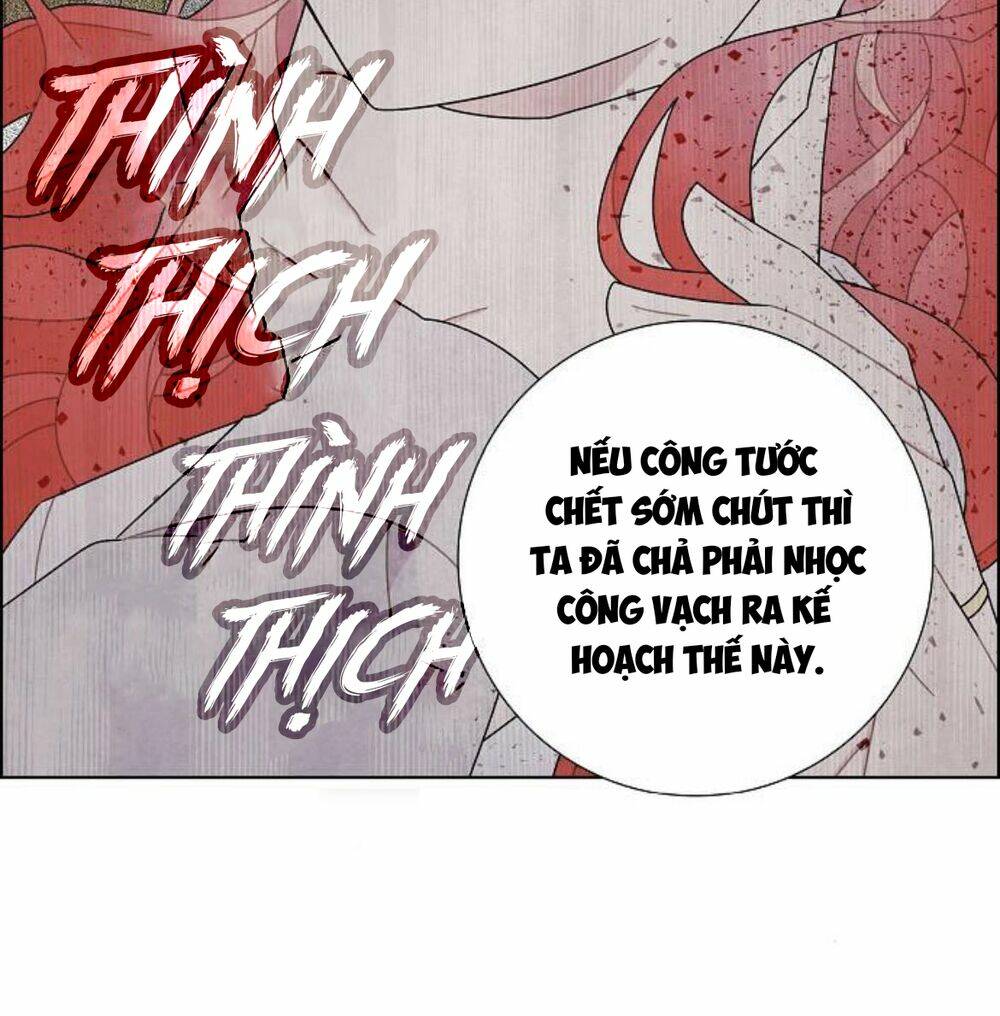 THÌNH
THỊCH
THÌNH
THỊCH
NẾU CÔNG TƯỚC
CHẾT SỚM CHÚT THÌ
TA ĐÃ CHẢ PHẢI NHỌC
CÔNG VẠCH RA KẾ
HOẠCH THẾ NÀY.